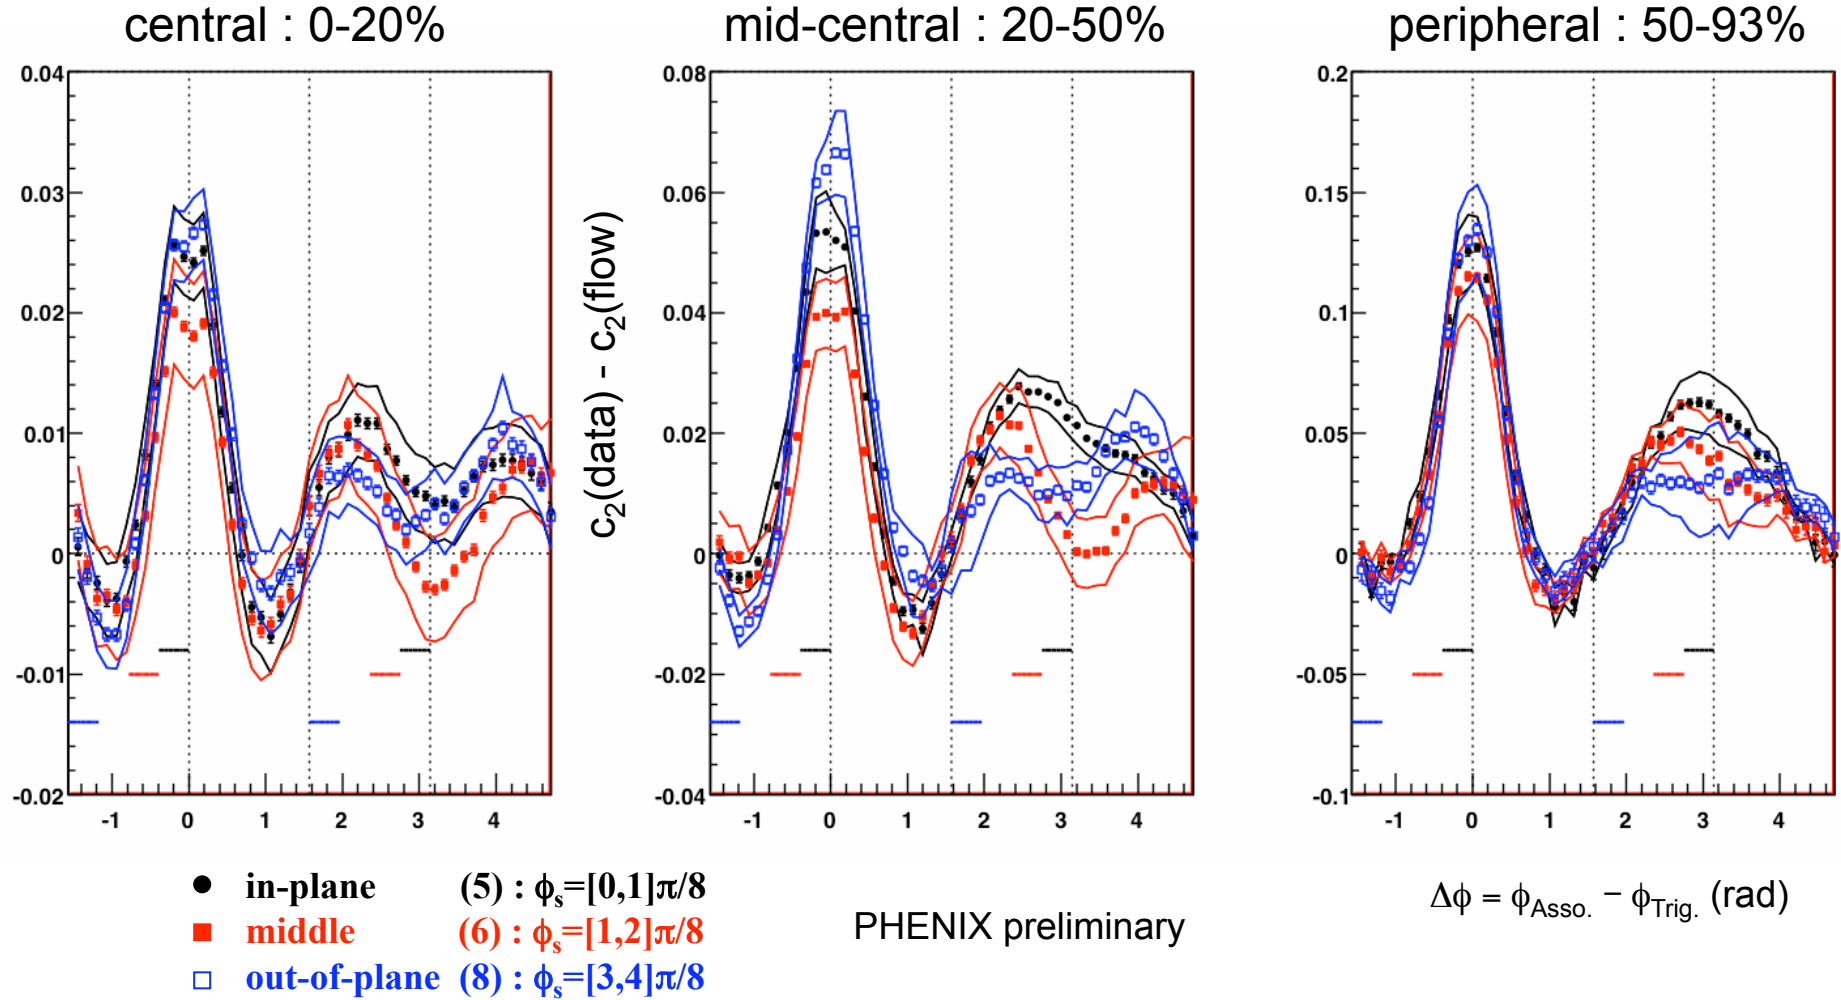 central : 0-20%
mid-central : 20-50%
peripheral : 50-93%
c₂(data) - c₂(flow)
0.04
0.03
0.02
0.01
0
-0.01
-0.02
-1 0 1 2 3 4
0.08
0.06
0.04
0.02
0
-0.02
-0.04
-1 0 1 2 3 4
0.2
0.15
0.1
0.05
0
-0.05
-0.1
-1 0 1 2 3 4
in-plane (5) : ϕₛ=[0,1]π/8
middle (6) : ϕₛ=[1,2]π/8
out-of-plane (8) : ϕₛ=[3,4]π/8
PHENIX preliminary
Δϕ = ϕAsso. − ϕTrig. (rad)